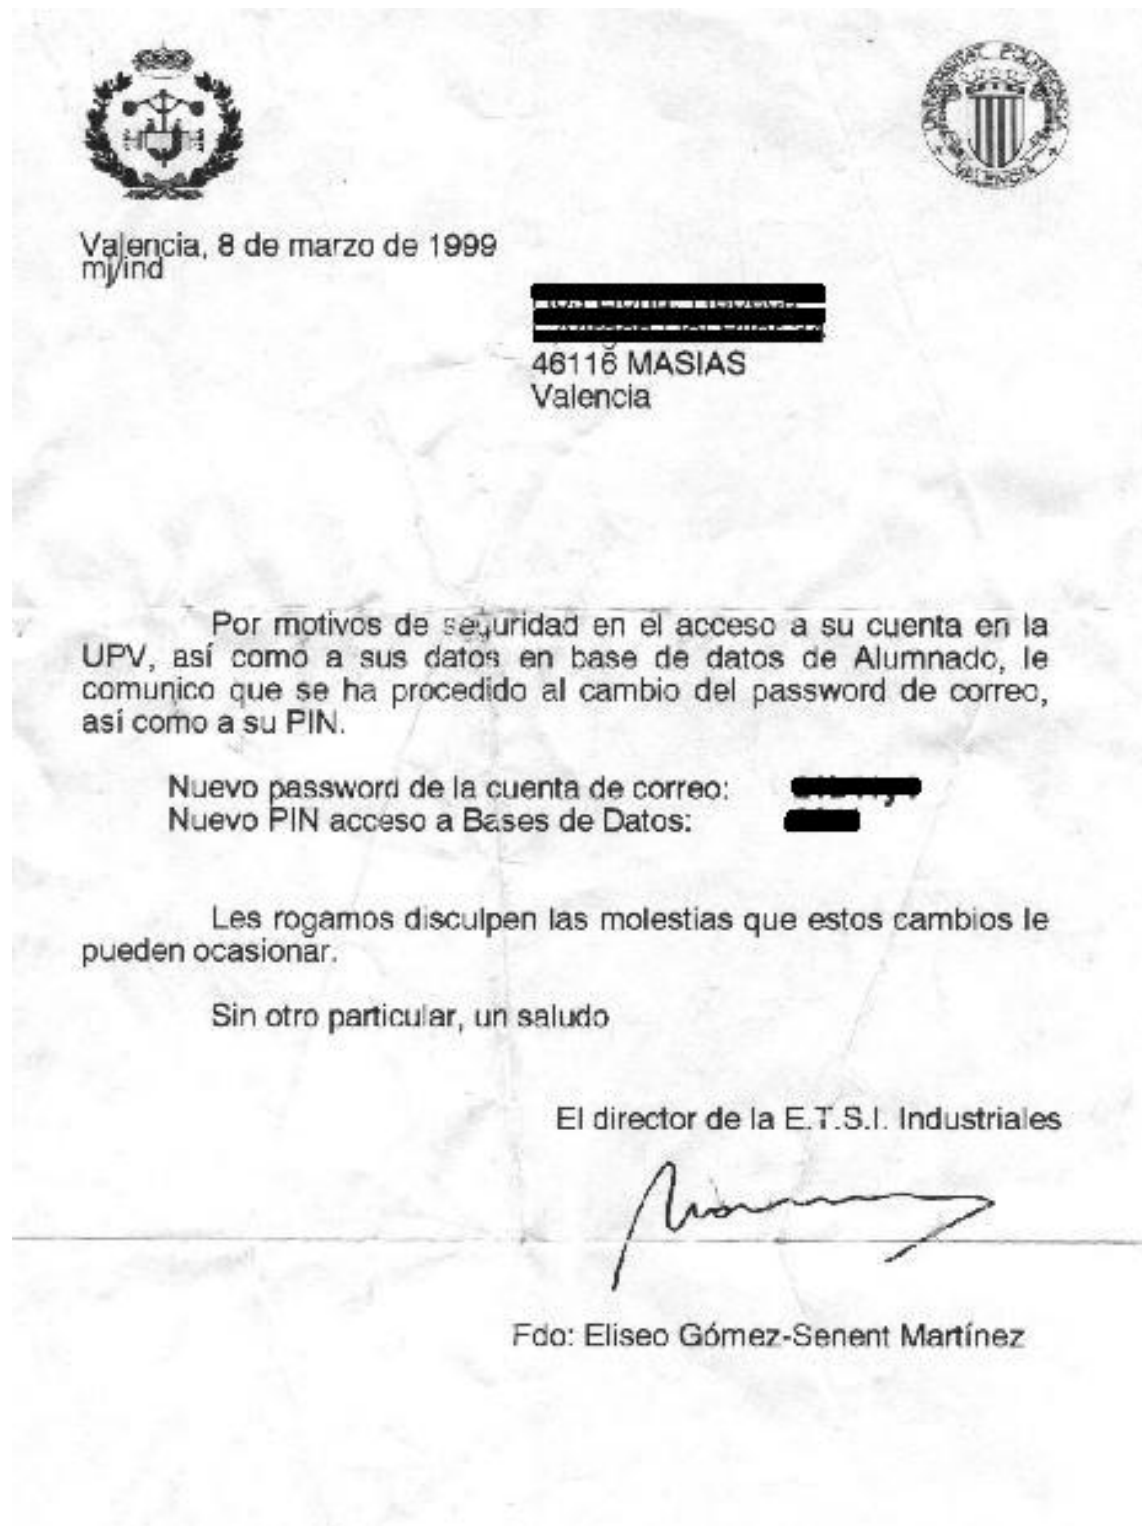 UNIVERSITAT POLITECNICA
VALENCIA
Valencia, 8 de marzo de 1999
mj/ind
46116 MASIAS
Valencia
Por motivos de seguridad en el acceso a su cuenta en la
UPV, así como a sus datos en base de datos de Alumnado, le
comunico que se ha procedido al cambio del password de correo,
así como a su PIN.
Nuevo password de la cuenta de correo:
Nuevo PIN acceso a Bases de Datos:
Les rogamos disculpen las molestias que estos cambios le
pueden ocasionar.
Sin otro particular, un saludo
El director de la E.T.S.I. Industriales
Fdo: Eliseo Gómez-Senent Martínez